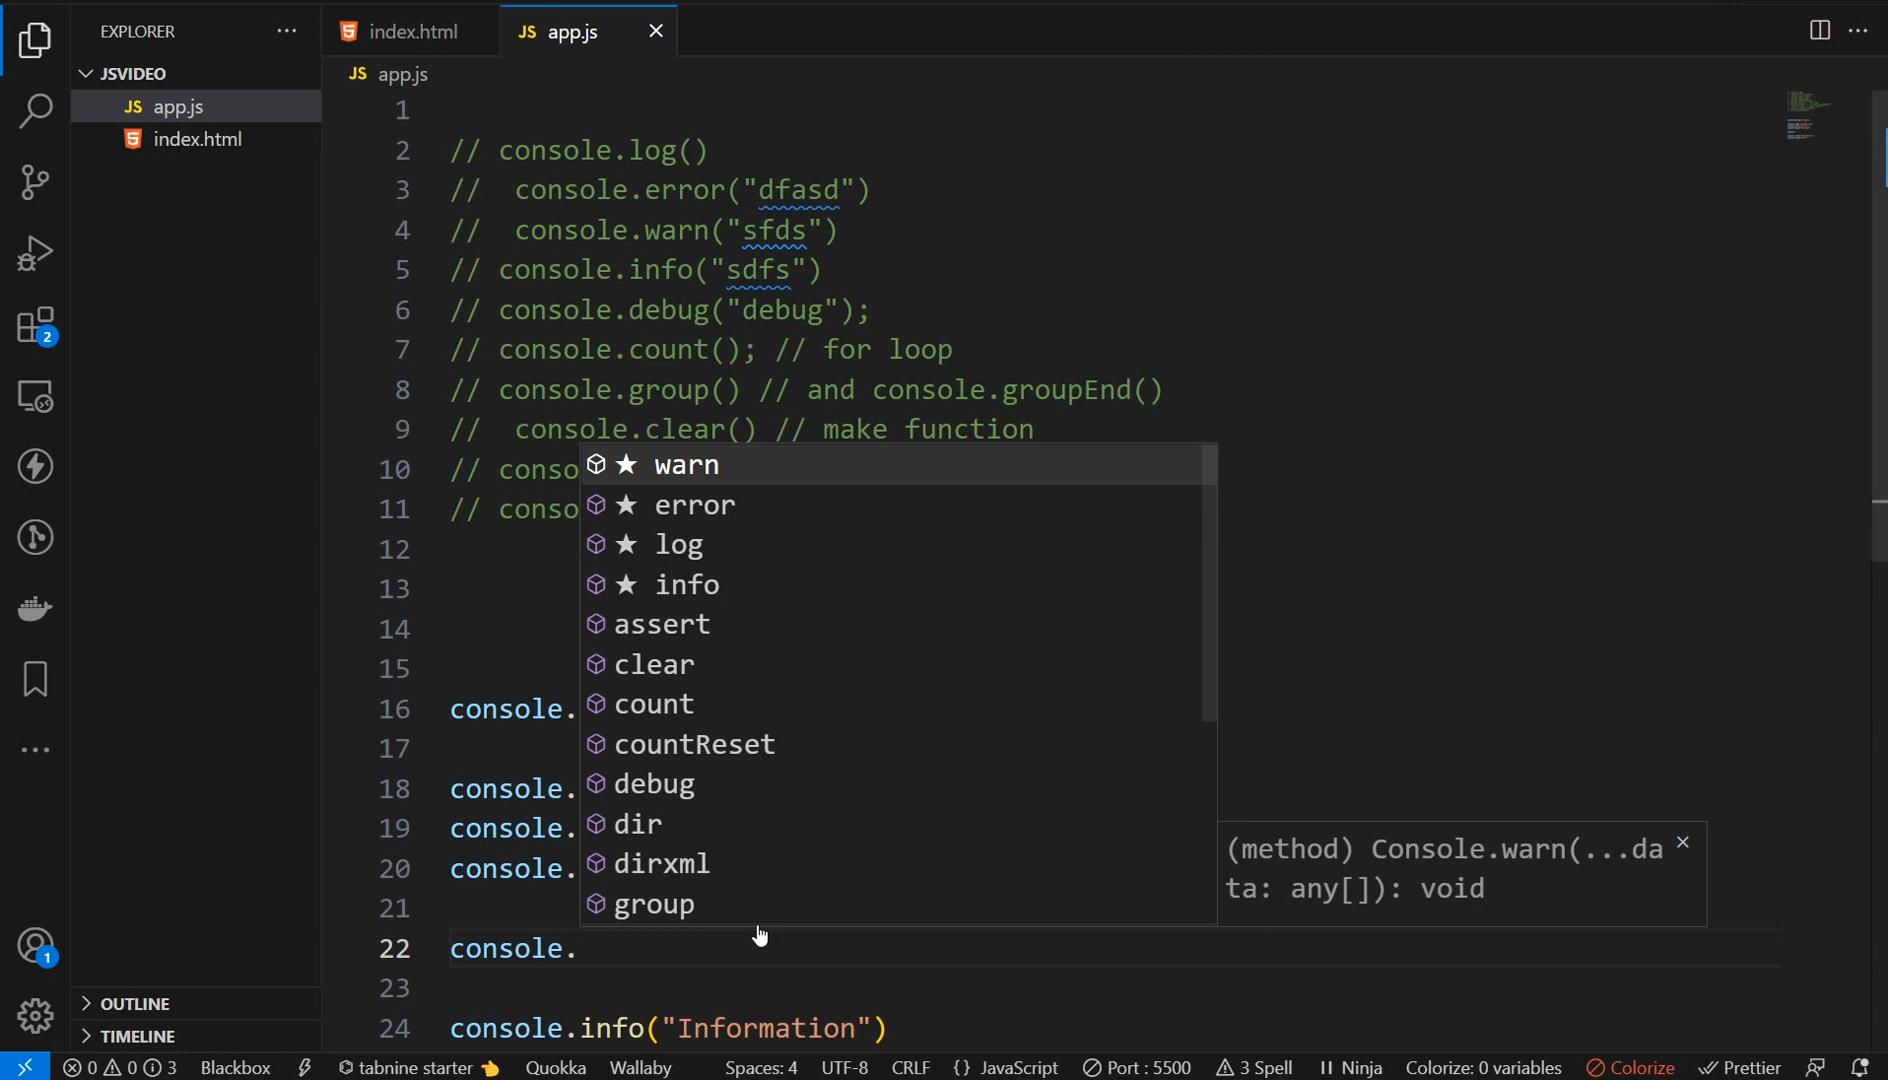 EXPLORER
JSVIDEO
JS app.js
index.html
OUTLINE
TIMELINE
2
1
index.html
JS app.js
JS app.js
1
2 // console.log()
3 //  console.error("dfasd")
4 //  console.warn("sfds")
5 // console.info("sdfs")
6 // console.debug("debug");
7 // console.count(); // for loop
8 // console.group() // and console.groupEnd()
9 //  console.clear() // make function
10 // conso
11 // conso
12
13
14
15
16 console.
17
18 console.
19 console.
20 console.
21
22 console.
23
24 console.info("Information")
★ warn
★ error
★ log
★ info
assert
clear
count
countReset
debug
dir
dirxml
group
(method) Console.warn(...da
ta: any[]): void
0 0 3 Blackbox tabnine starter 👈 Quokka Wallaby Spaces: 4 UTF-8 CRLF {} JavaScript Port : 5500 3 Spell Ninja Colorize: 0 variables Colorize Prettier